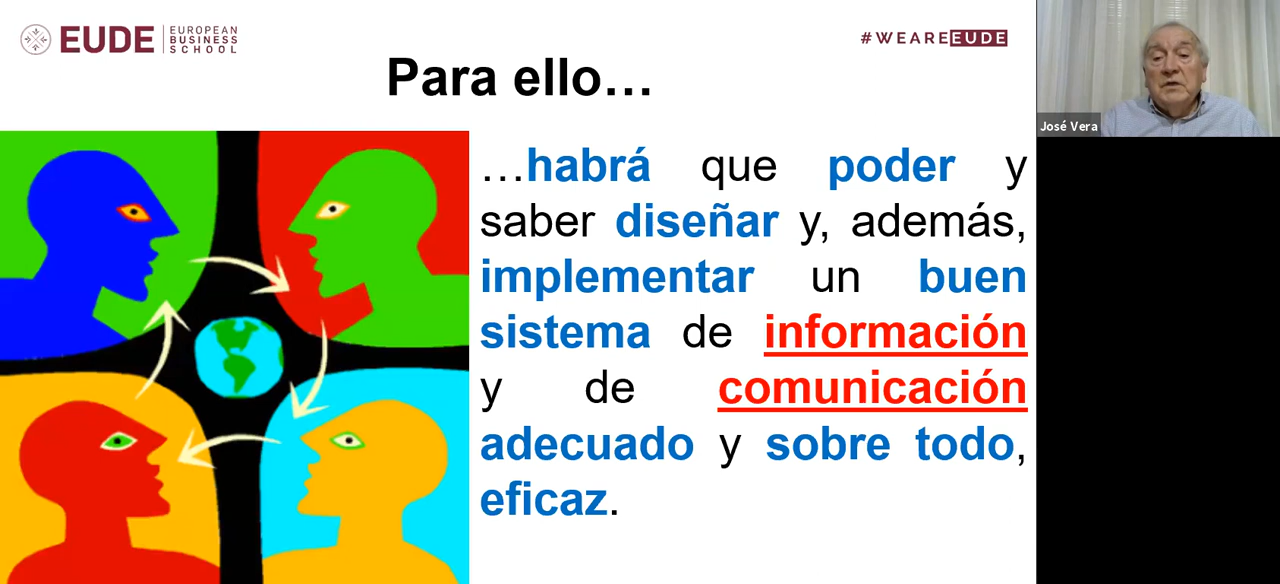 EUDE
EUROPEAN
BUSINESS
SCHOOL
#WEAREEUDE
Para ello…
…habrá que poder y
saber diseñar y, además,
implementar un buen
sistema de información
y de comunicación
adecuado y sobre todo,
eficaz.
José Vera